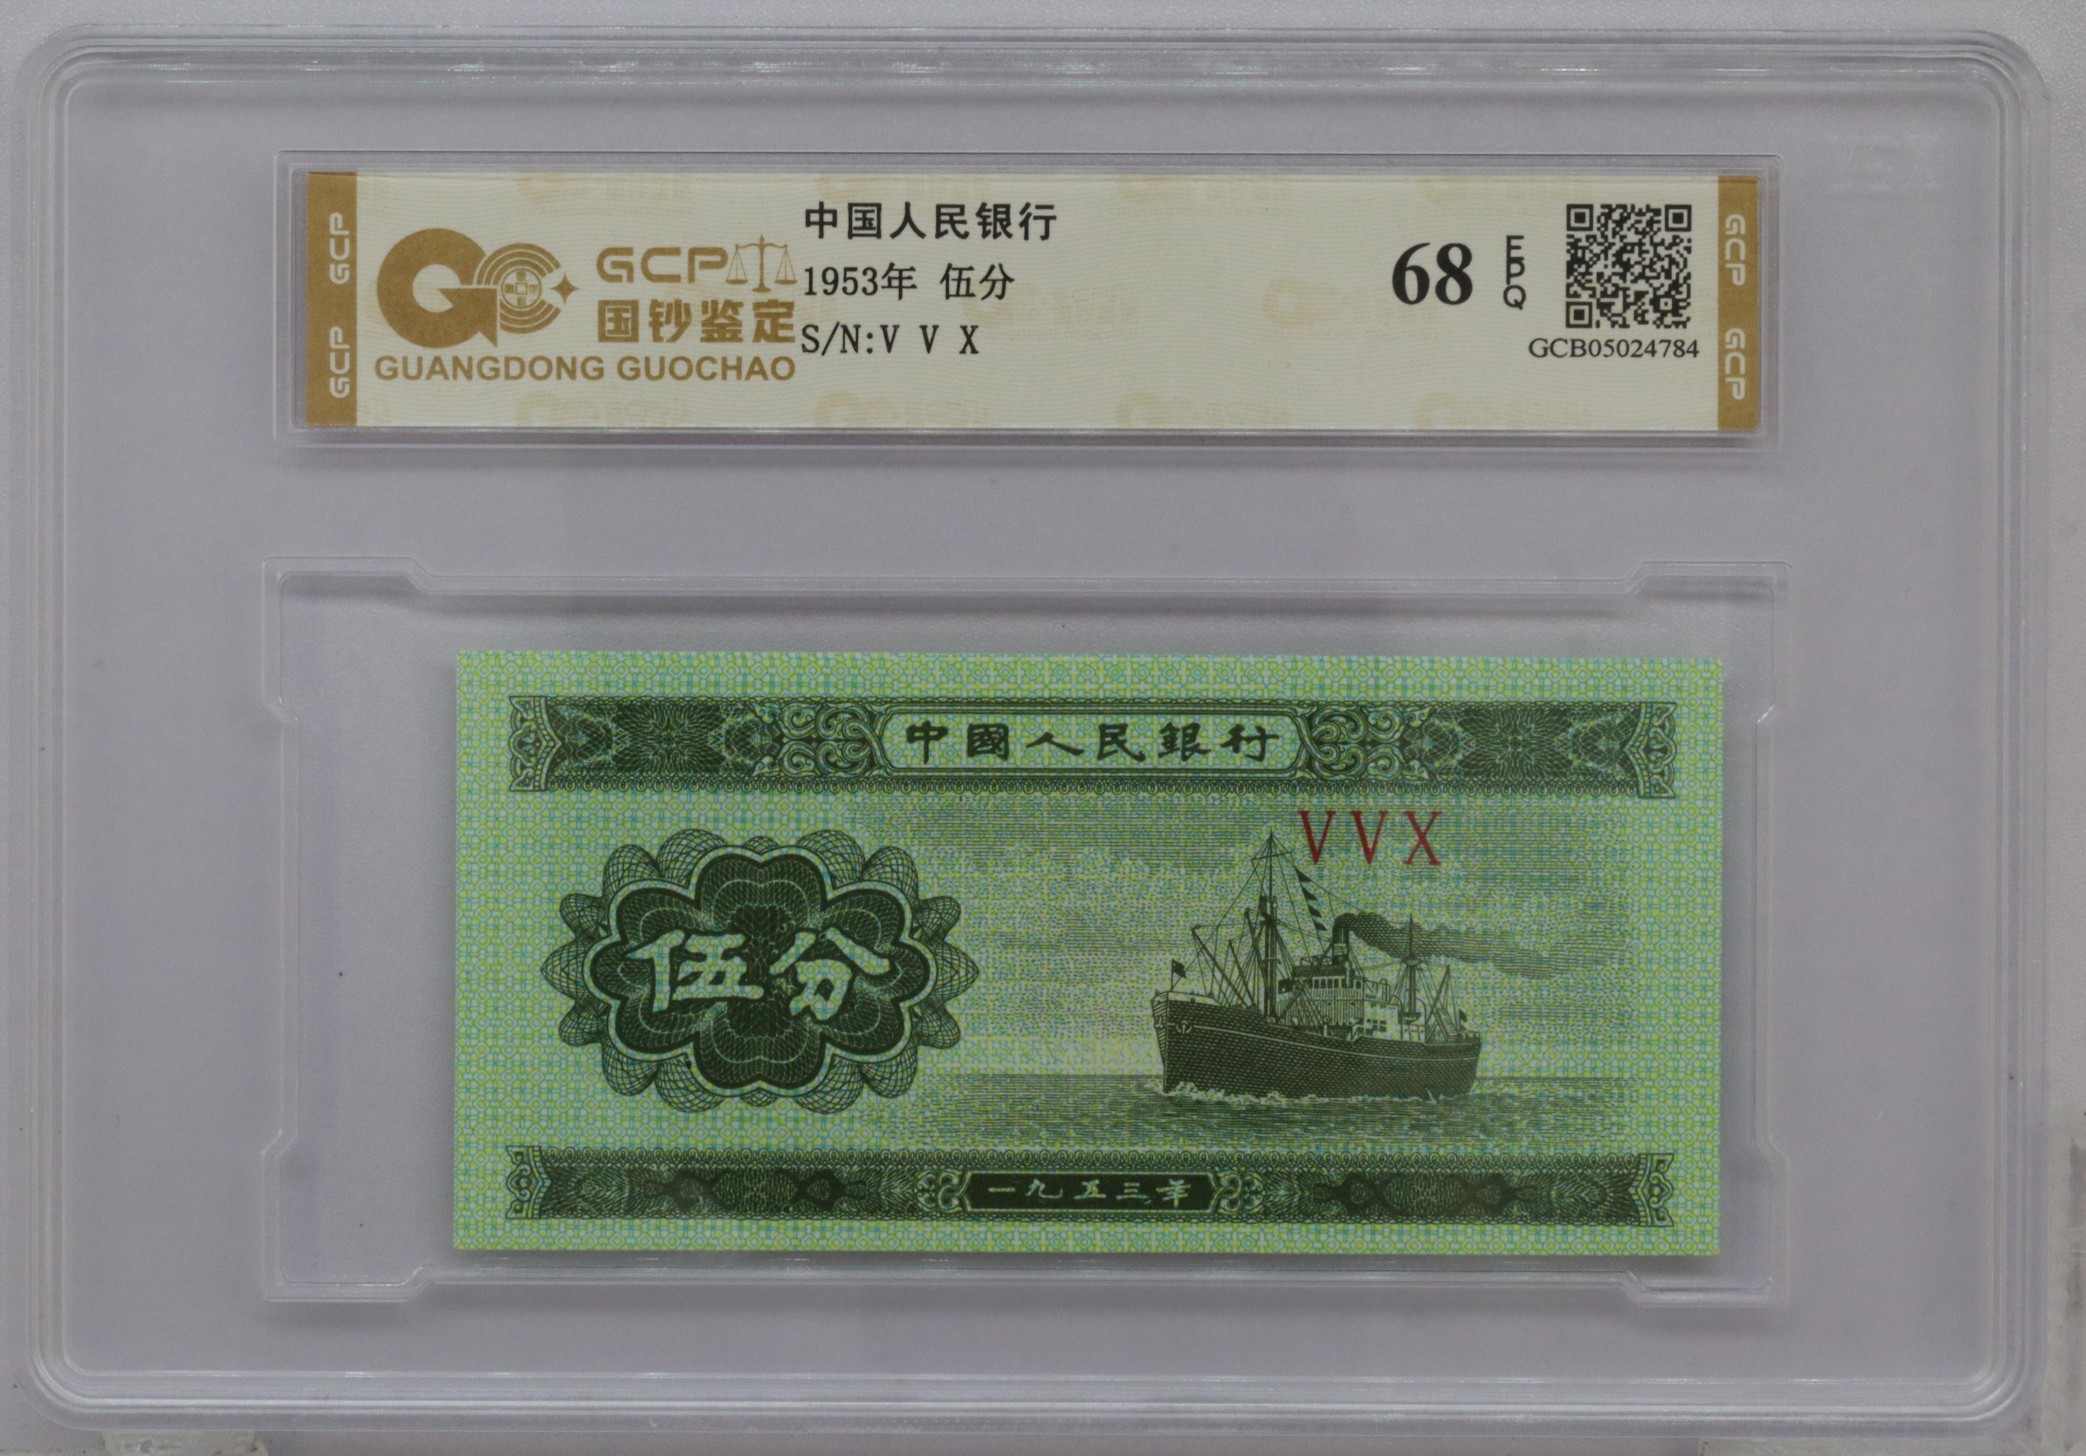 GCP GCP
GCP
国钞鉴定
GUANGDONG GUOCHAO
中国人民银行
1953年 伍分
S/N:V V X
68 EPQ
GCB05024784
GCP GCP
中國人民銀行
VVX
伍分
一九五三年